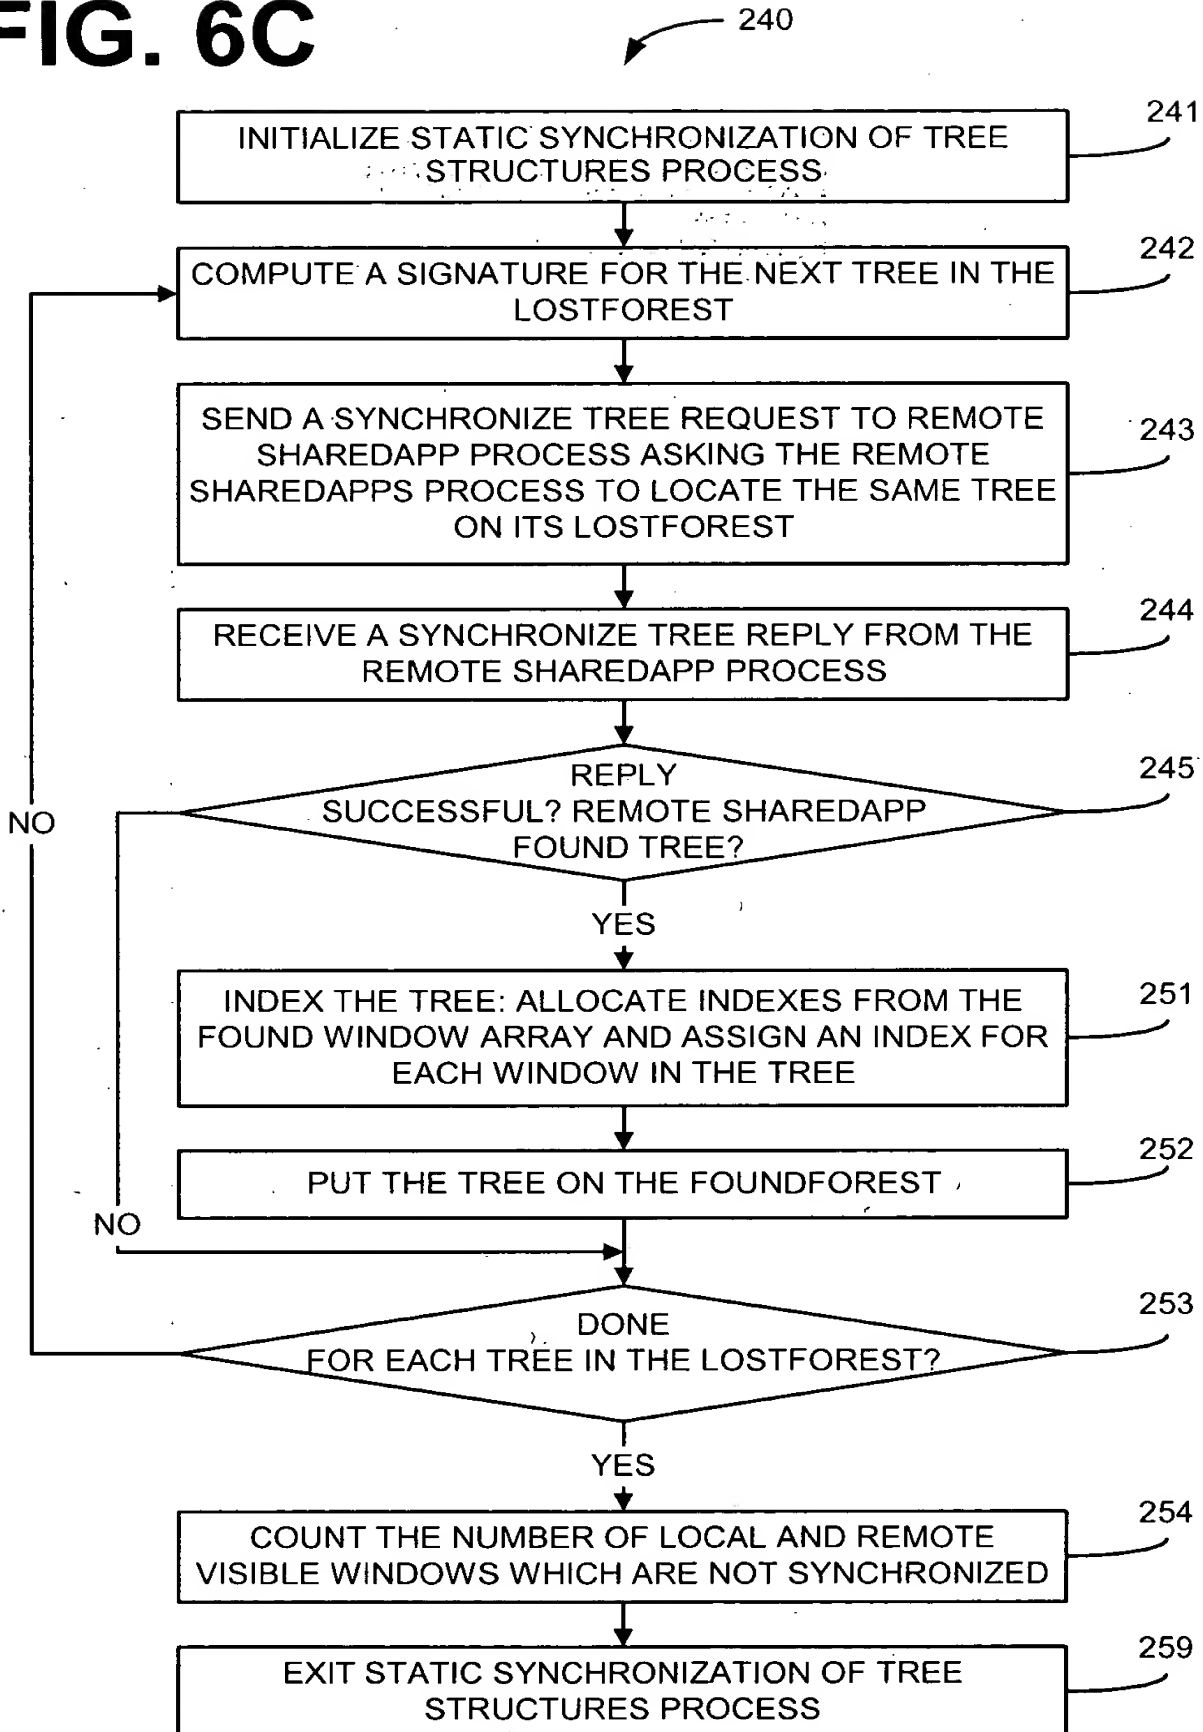 FIG. 6C
240
INITIALIZE STATIC SYNCHRONIZATION OF TREE
STRUCTURES PROCESS
241
COMPUTE A SIGNATURE FOR THE NEXT TREE IN THE
LOSTFOREST
242
SEND A SYNCHRONIZE TREE REQUEST TO REMOTE
SHAREDAPP PROCESS ASKING THE REMOTE
SHAREDAPPS PROCESS TO LOCATE THE SAME TREE
ON ITS LOSTFOREST
243
RECEIVE A SYNCHRONIZE TREE REPLY FROM THE
REMOTE SHAREDAPP PROCESS
244
REPLY
SUCCESSFUL? REMOTE SHAREDAPP
FOUND TREE?
245
NO
YES
INDEX THE TREE: ALLOCATE INDEXES FROM THE
FOUND WINDOW ARRAY AND ASSIGN AN INDEX FOR
EACH WINDOW IN THE TREE
251
PUT THE TREE ON THE FOUNDFOREST
252
NO
DONE
FOR EACH TREE IN THE LOSTFOREST?
253
YES
COUNT THE NUMBER OF LOCAL AND REMOTE
VISIBLE WINDOWS WHICH ARE NOT SYNCHRONIZED
254
EXIT STATIC SYNCHRONIZATION OF TREE
STRUCTURES PROCESS
259